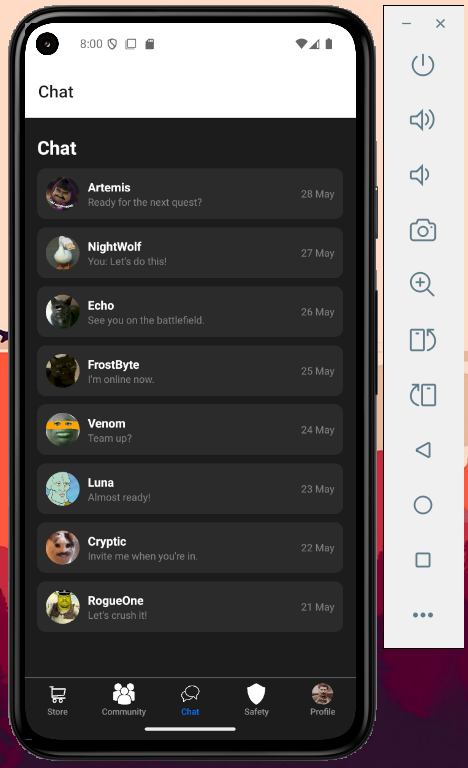 8:00
Chat
Chat
Artemis
Ready for the next quest?
28 May
NightWolf
You: Let's do this!
27 May
Echo
See you on the battlefield.
26 May
FrostByte
I'm online now.
25 May
Venom
Team up?
24 May
Luna
Almost ready!
23 May
Cryptic
Invite me when you're in.
22 May
RogueOne
Let's crush it!
21 May
Store
Community
Chat
Safety
Profile